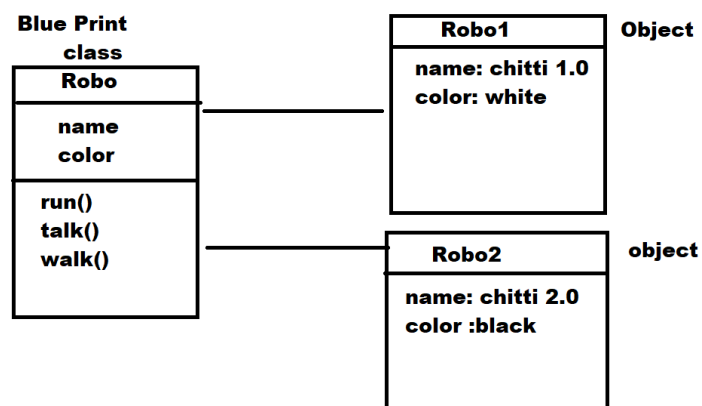 Blue Print
class
Robo
name
color
run()
talk()
walk()
Robo1
Object
name: chitti 1.0
color: white
Robo2
object
name: chitti 2.0
color :black